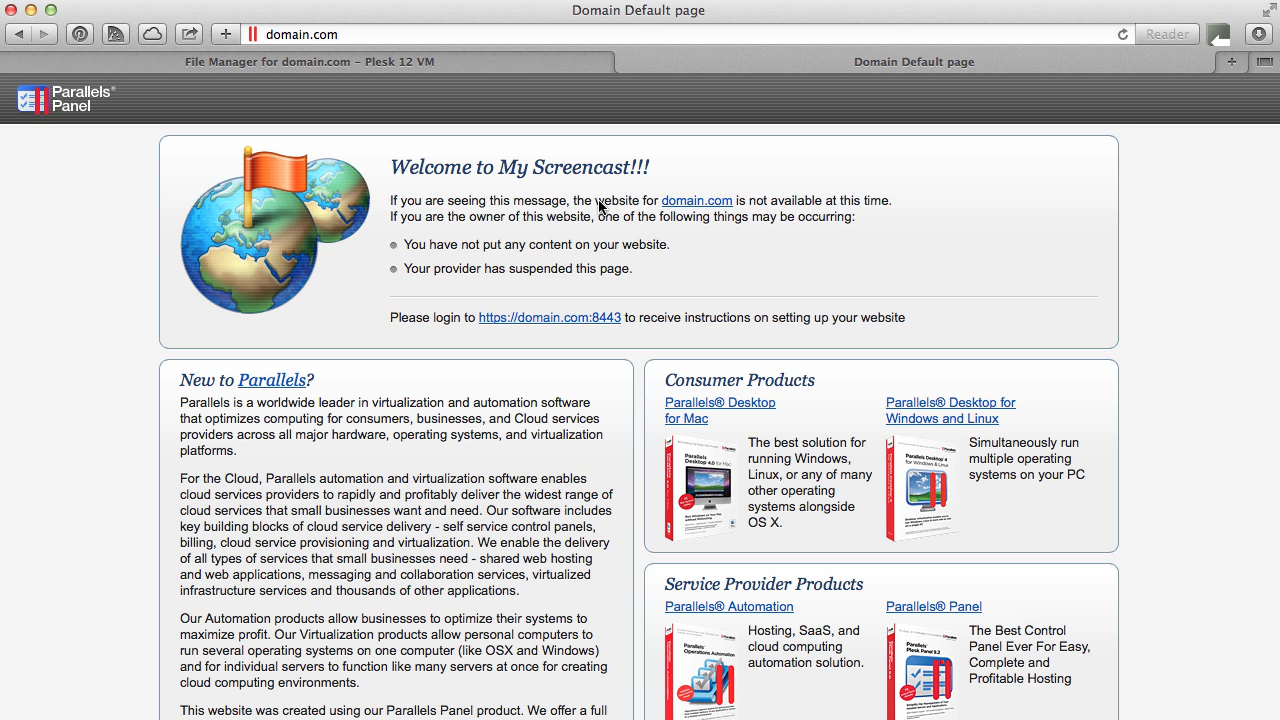 Domain Default page
domain.com
Reader
File Manager for domain.com – Plesk 12 VM
Domain Default page
Parallels®
Panel
Welcome to My Screencast!!!
If you are seeing this message, the website for domain.com is not available at this time.
If you are the owner of this website, one of the following things may be occurring:
You have not put any content on your website.
Your provider has suspended this page.
Please login to https://domain.com:8443 to receive instructions on setting up your website
New to Parallels?
Parallels is a worldwide leader in virtualization and automation software
that optimizes computing for consumers, businesses, and Cloud services
providers across all major hardware, operating systems, and virtualization
platforms.
For the Cloud, Parallels automation and virtualization software enables
cloud services providers to rapidly and profitably deliver the widest range of
cloud services that small businesses want and need. Our software includes
key building blocks of cloud service delivery - self service control panels,
billing, cloud service provisioning and virtualization. We enable the delivery
of all types of services that small businesses need - shared web hosting
and web applications, messaging and collaboration services, virtualized
infrastructure services and thousands of other applications.
Our Automation products allow businesses to optimize their systems to
maximize profit. Our Virtualization products allow personal computers to
run several operating systems on one computer (like OSX and Windows)
and for individual servers to function like many servers at once for creating
cloud computing environments.
This website was created using our Parallels Panel product. We offer a full
Consumer Products
Parallels® Desktop
for Mac
The best solution for
running Windows,
Linux, or any of many
other operating
systems alongside
OS X.
Parallels® Desktop for
Windows and Linux
Simultaneously run
multiple operating
systems on your PC
Service Provider Products
Parallels® Automation
Hosting, SaaS, and
cloud computing
automation solution.
Parallels® Panel
The Best Control
Panel Ever For Easy,
Complete and
Profitable Hosting